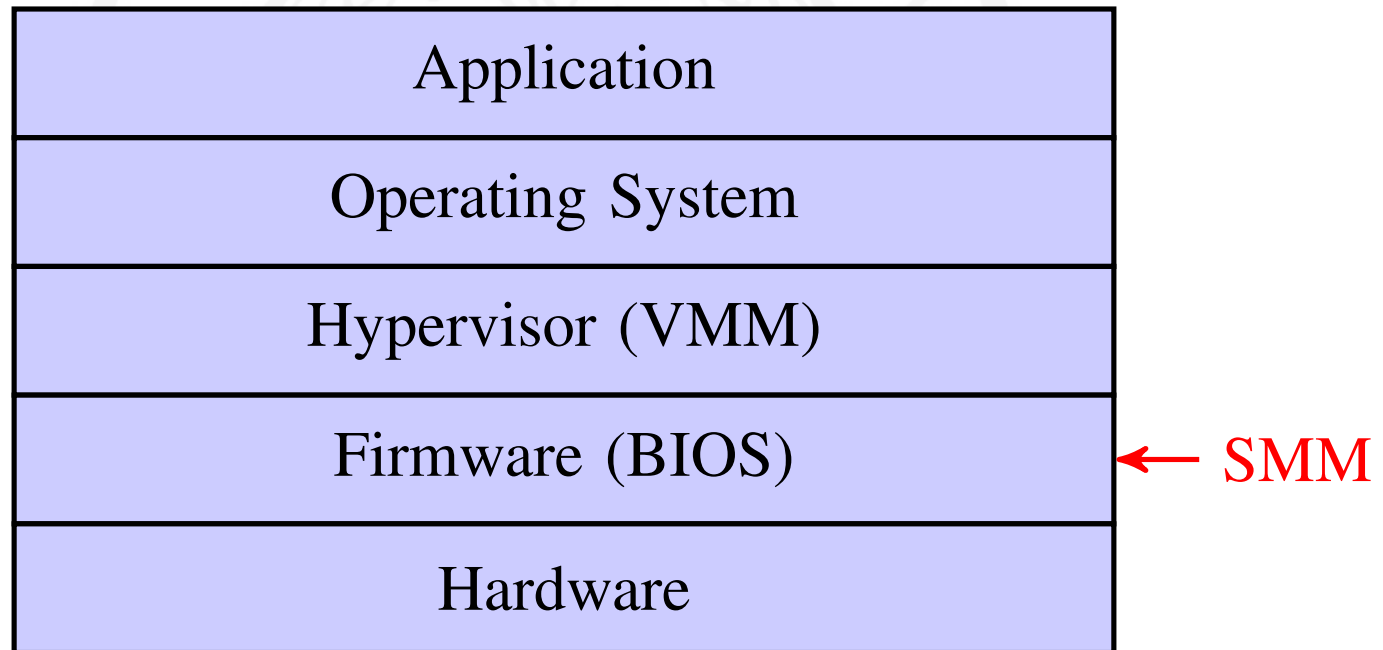 Application
Operating System
Hypervisor (VMM)
Firmware (BIOS)
SMM
Hardware